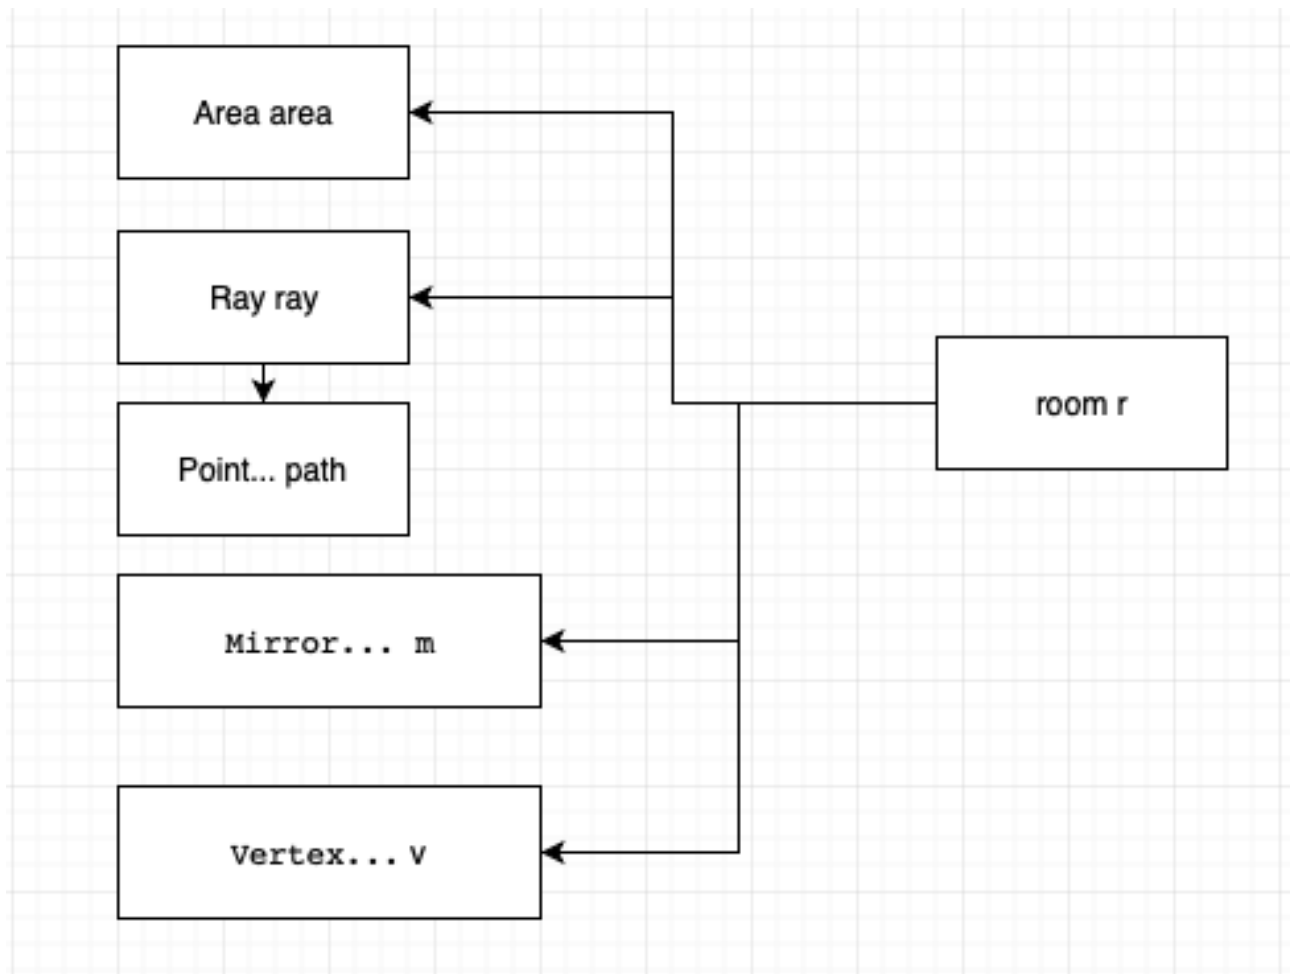 Area area
Ray ray
room r
Point... path
Mirror... m
Vertex... v